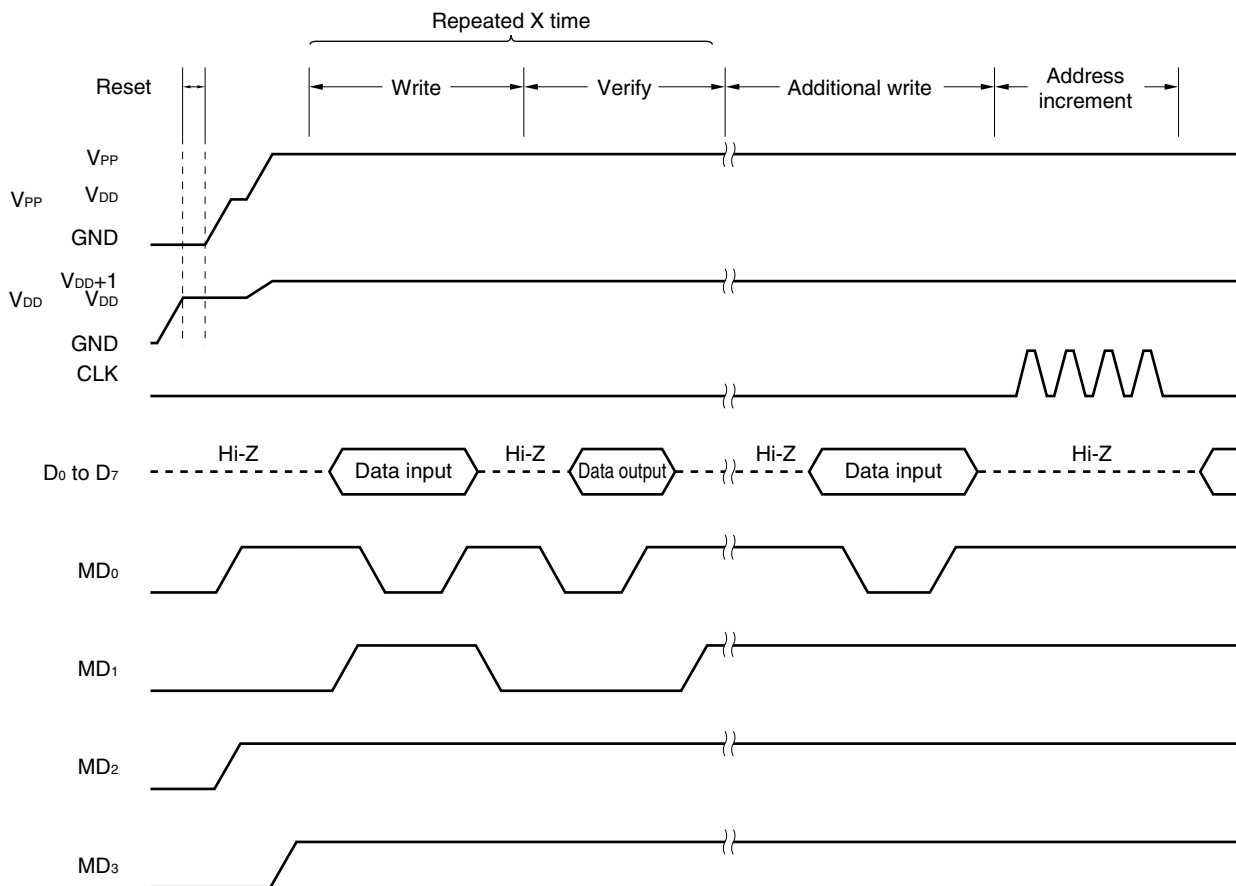 Repeated X time
Reset
Write
Verify
Additional write
Address
increment
VPP
VPP
VDD
GND
VDD
VDD+1
VDD
GND
CLK
D0 to D7
Hi-Z
Data input
Hi-Z
Data output
Hi-Z
Data input
Hi-Z
MD0
MD1
MD2
MD3